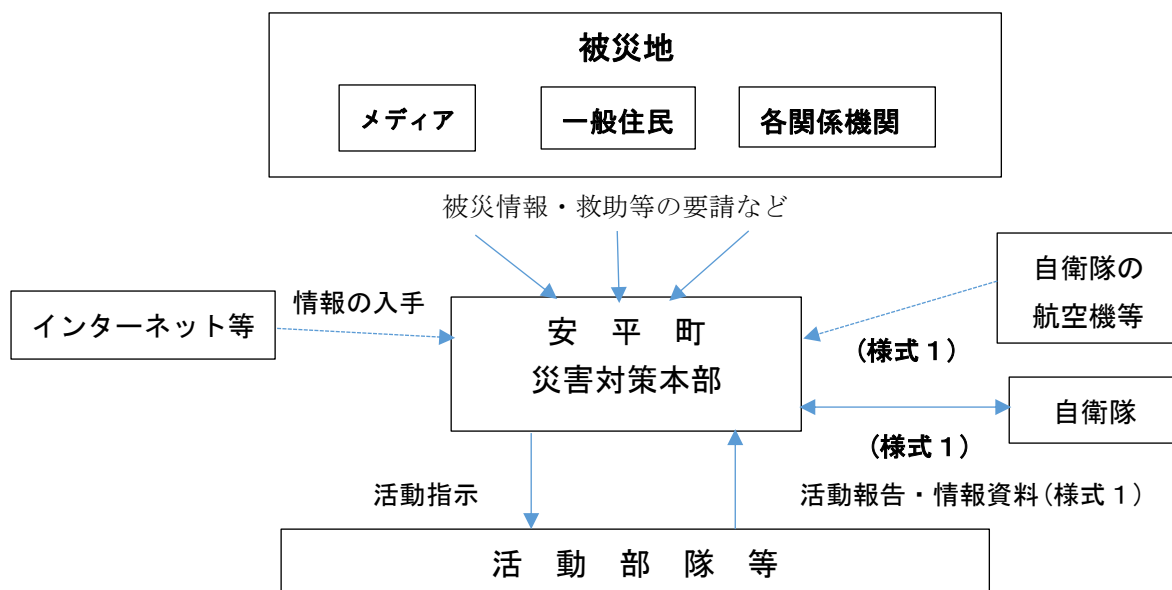 被災地
メディア
一般住民
各関係機関
被災情報・救助等の要請など
インターネット等
情報の入手
安　平　町
災害対策本部
自衛隊の
航空機等
(様式１)
自衛隊
(様式１)
活動指示
活動報告・情報資料(様式１)
活　動　部　隊　等